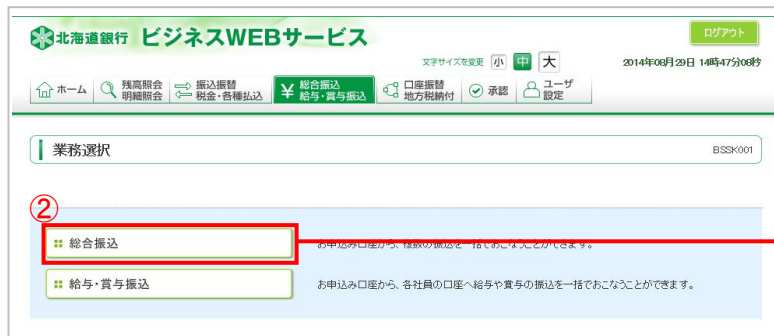 北海道銀行 ビジネスWEBサービス
ログアウト
文字サイズを変更 小 中 大
2014年08月29日 14時47分08秒
ホーム
残高照会
明細照会
振込振替
税金・各種払込
総合振込
給与・賞与振込
口座振替
地方税納付
承認
ユーザ
設定
業務選択
BSSK001
②
総合振込
お申込み口座から、複数の振込を一括でおこなうことができます。
給与・賞与振込
お申込み口座から、各社員の口座へ給与や賞与の振込を一括でおこなうことができます。